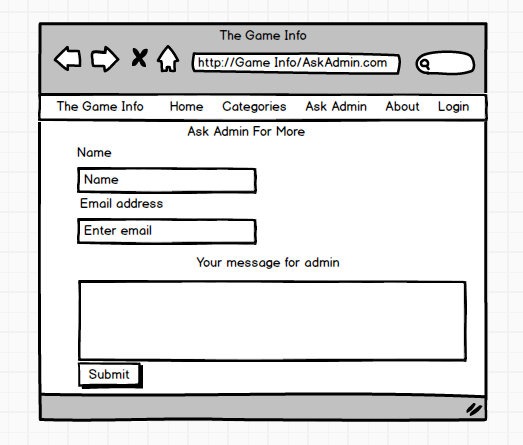 The Game Info
http://Game Info/AskAdmin.com
The Game Info Home Categories Ask Admin About Login
Ask Admin For More
Name
Name
Email address
Enter email
Your message for admin
Submit